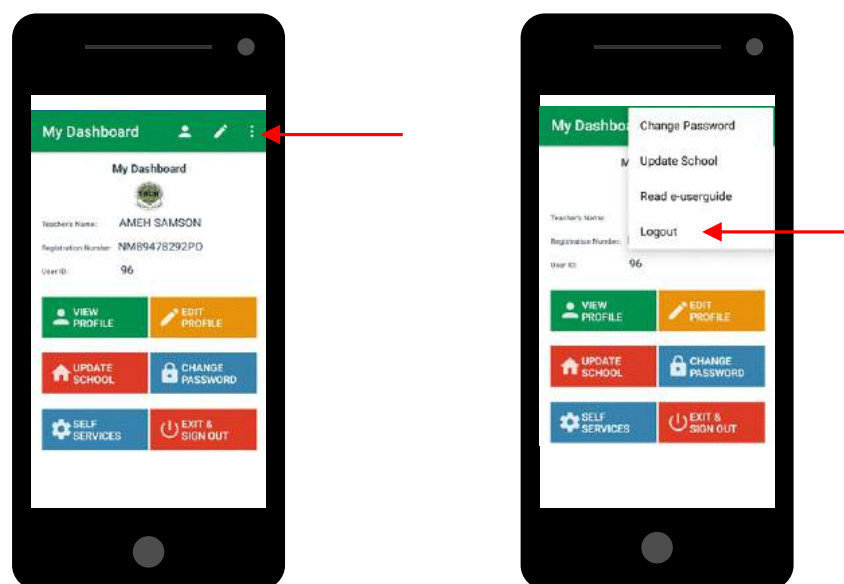 My Dashboard
My Dashboard
TRCN
Teacher's Name: AMEH SAMSON
Registration Number: NM89478292PD
User ID: 96
VIEW PROFILE
EDIT PROFILE
UPDATE SCHOOL
CHANGE PASSWORD
SELF SERVICES
EXIT & SIGN OUT
My Dashbo
Change Password
M
Update School
Read e-userguide
Teacher's Name:
Logout
Registration Number:
User ID: 96
VIEW PROFILE
EDIT PROFILE
UPDATE SCHOOL
CHANGE PASSWORD
SELF SERVICES
EXIT & SIGN OUT